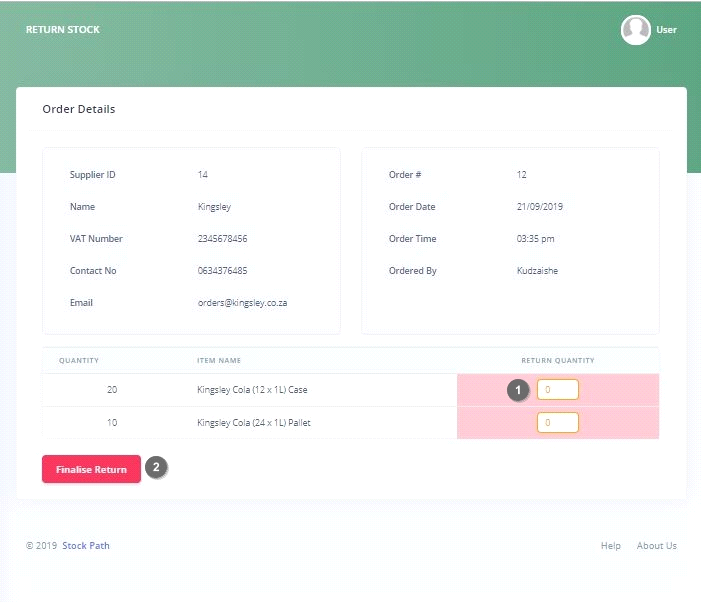 RETURN STOCK
User
Order Details
Supplier ID 14
Name Kingsley
VAT Number 2345678456
Contact No 0634376485
Email orders@kingsley.co.za
Order # 12
Order Date 21/09/2019
Order Time 03:35 pm
Ordered By Kudzaishe
QUANTITY ITEM NAME RETURN QUANTITY
20 Kingsley Cola (12 x 1L) Case 1 0
10 Kingsley Cola (24 x 1L) Pallet 0
Finalise Return 2
© 2019 Stock Path Help About Us